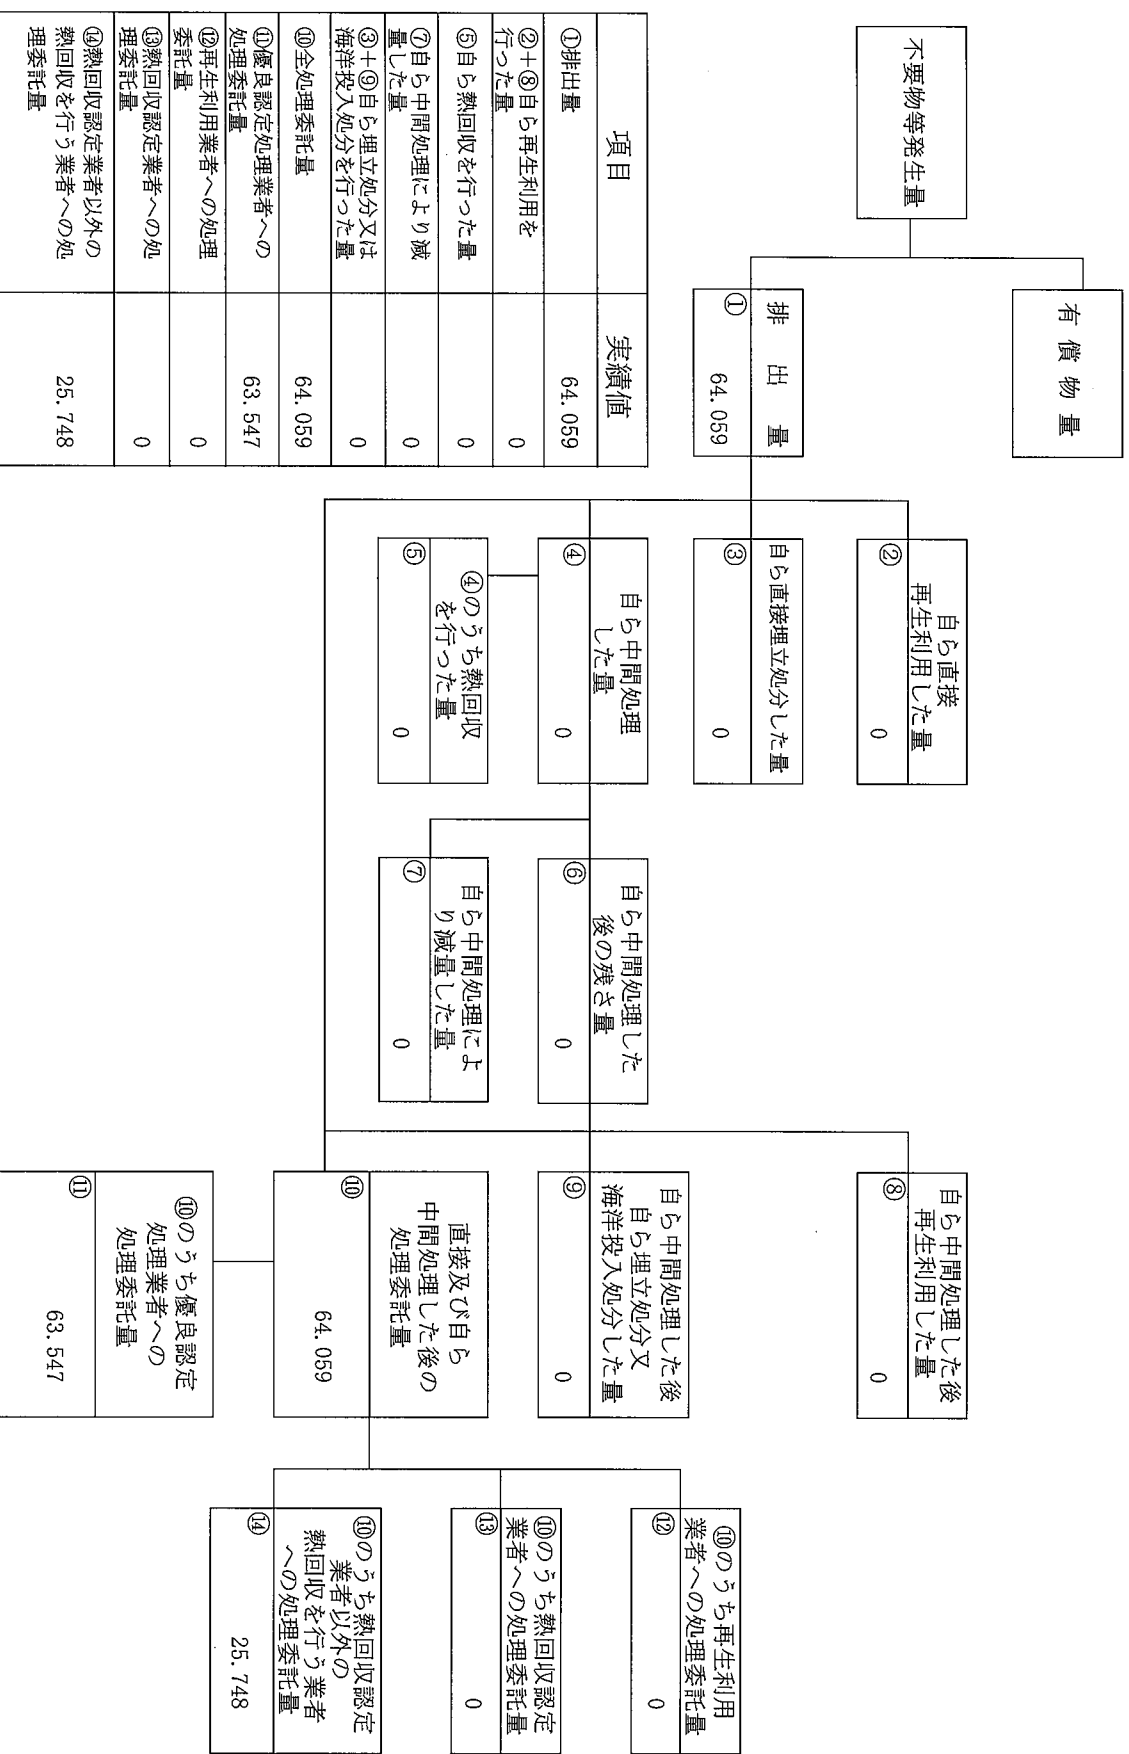 有償物量
不要物等発生量
排出量
①
64.059
自ら直接
再生利用した量
②
0
自ら直接埋立処分した量
③
0
自ら中間処理
した量
④
0
④のうち熱回収
を行った量
⑤
0
自ら中間処理した
後の残さ量
⑥
0
自ら中間処理によ
り減量した量
⑦
0
自ら中間処理した後
再生利用した量
⑧
0
自ら中間処理した後
自ら埋立処分又
海洋投入処分した量
⑨
0
直接及び自ら
中間処理した後の
処理委託量
⑩
64.059
⑩のうち優良認定
処理業者への
処理委託量
⑪
63.547
⑩のうち再生利用
業者への処理委託量
⑫
0
⑩のうち熱回収認定
業者への処理委託量
⑬
0
⑩のうち熱回収認定
業者以外の
熱回収を行う業者
への処理委託量
⑭
25.748
項目
実績値
①排出量
64.059
②＋⑧自ら再生利用を
行った量
0
⑤自ら熱回収を行った量
0
⑦自ら中間処理により減
量した量
0
③＋⑨自ら埋立処分又は
海洋投入処分を行った量
0
⑩全処理委託量
64.059
⑪優良認定処理業者への
処理委託量
63.547
⑫再生利用業者への処理
委託量
0
⑬熱回収認定業者への処
理委託量
0
⑭熱回収認定業者以外の
熱回収を行う業者への処
理委託量
25.748